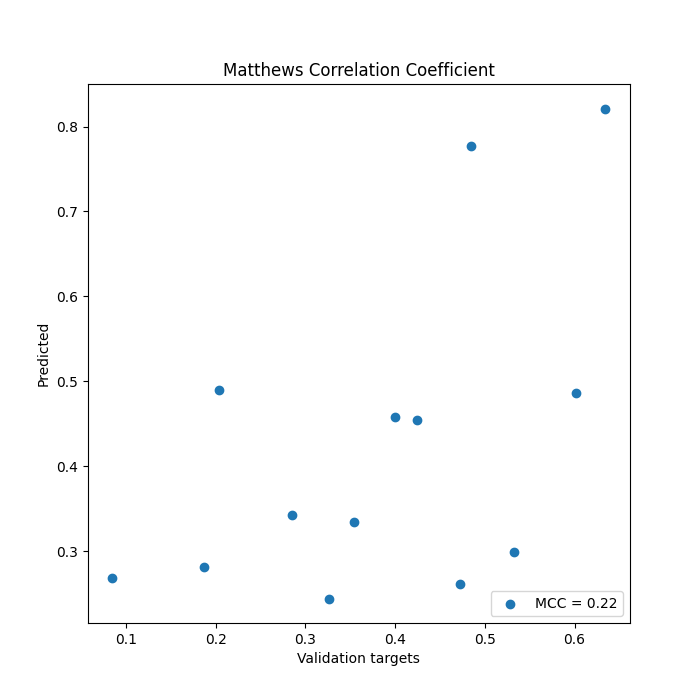 Matthews Correlation Coefficient
0.8
0.7
0.6
0.5
0.4
0.3
Predicted
MCC = 0.22
0.1 0.2 0.3 0.4 0.5 0.6
Validation targets